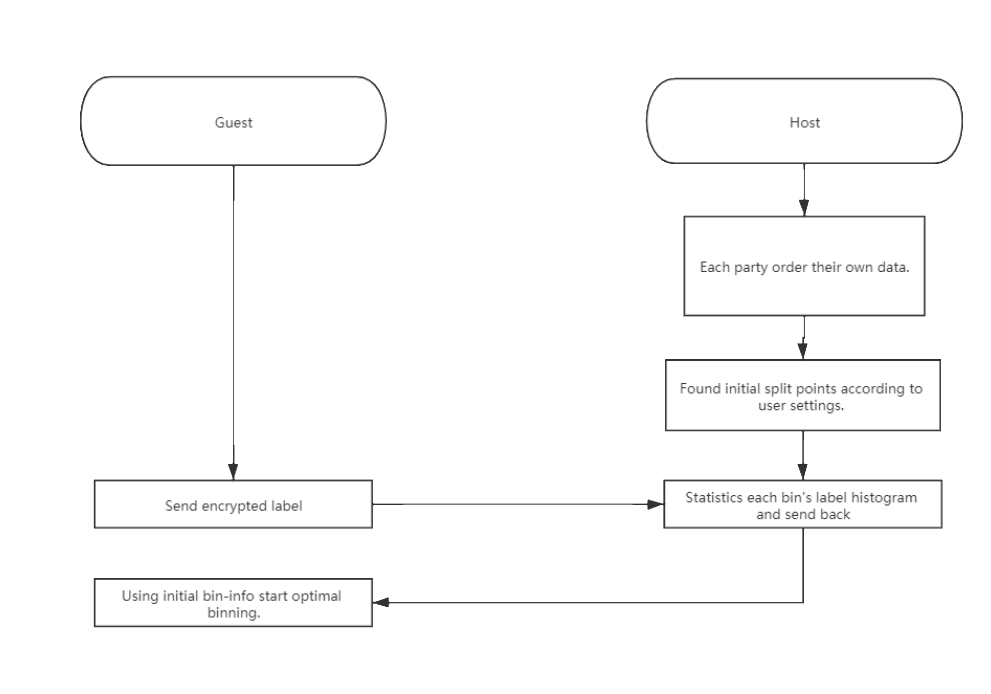 Guest
Host
Each party order their own data.
Found initial split points according to
user settings.
Send encrypted label
Statistics each bin's label histogram
and send back
Using initial bin-info start optimal
binning.